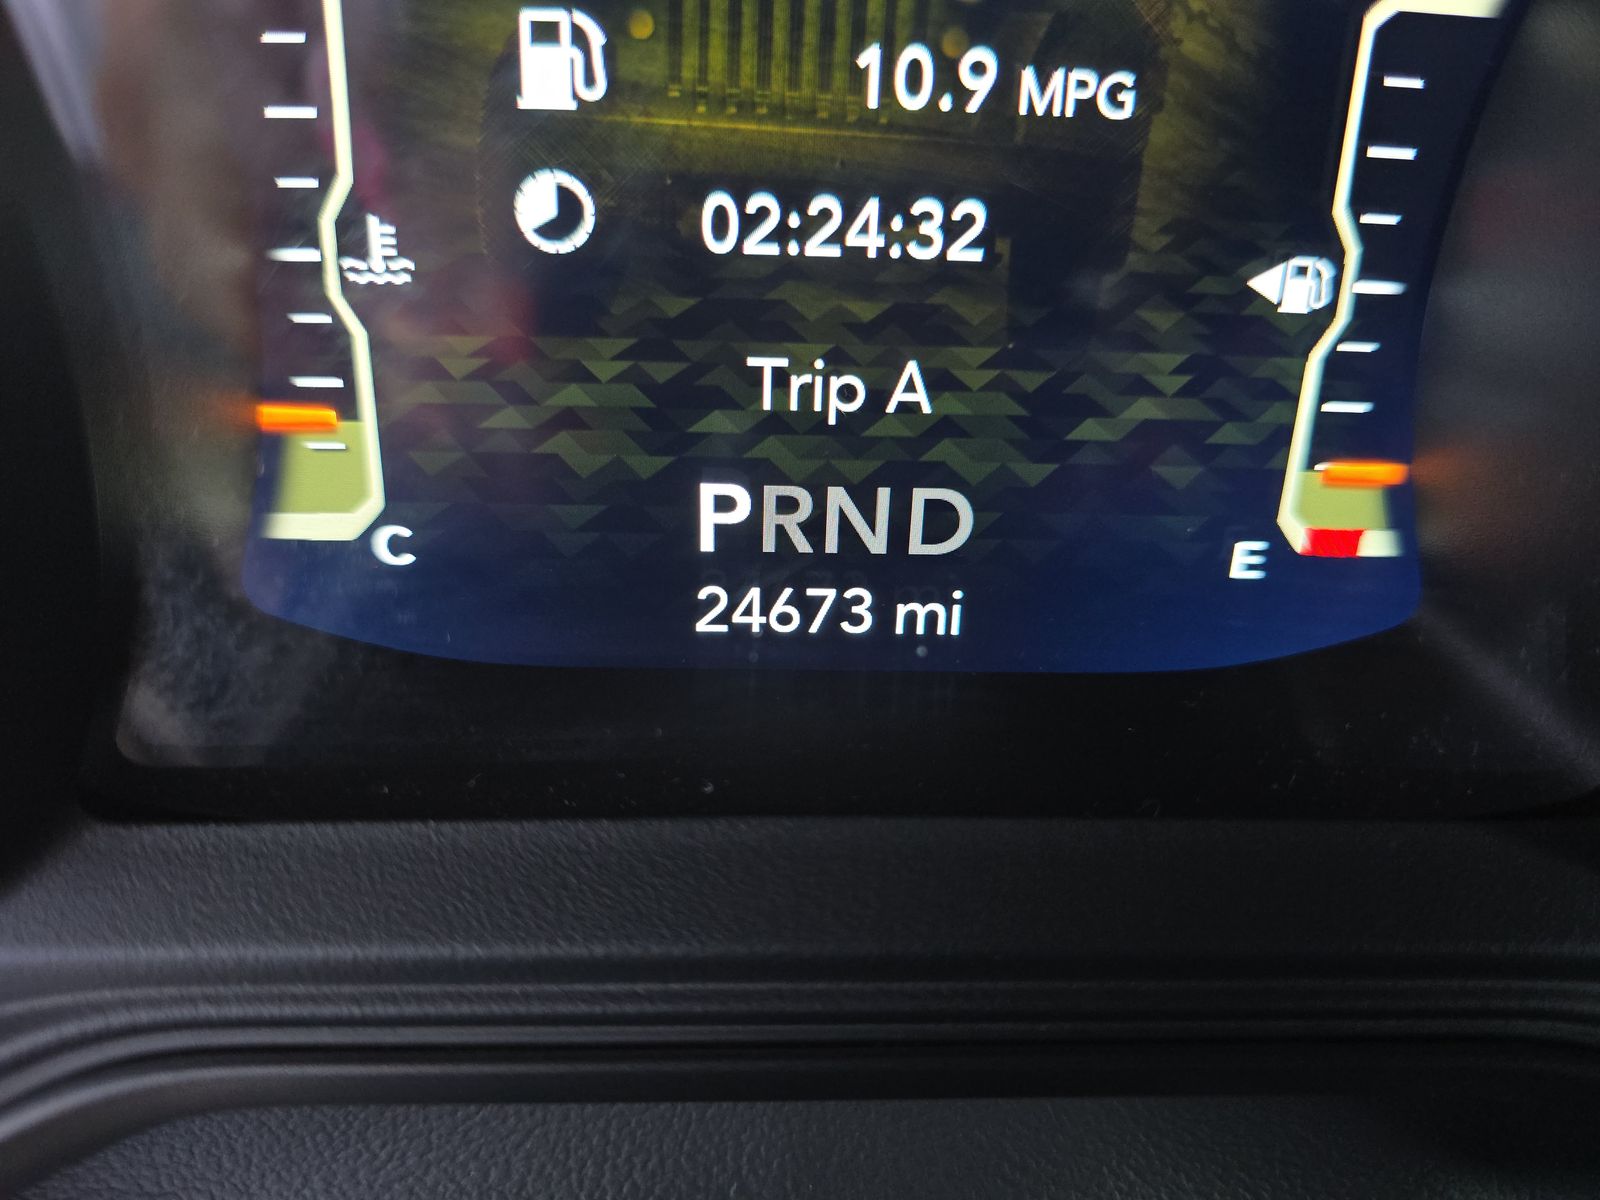 10.9 MPG
02:24:32
Trip A
PRND
C
E
24673 mi